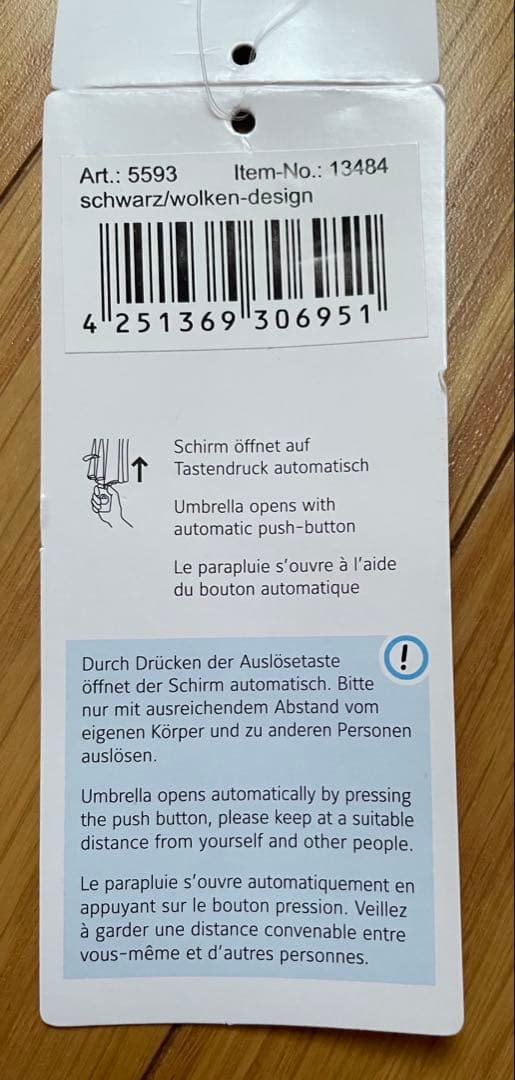 Art.: 5593 Item-No.: 13484
schwarz/wolken-design
4 251369 306951
Schirm öffnet auf
Tastendruck automatisch
Umbrella opens with
automatic push-button
Le parapluie s'ouvre à l'aide
du bouton automatique
!
Durch Drücken der Auslösetaste
öffnet der Schirm automatisch. Bitte
nur mit ausreichendem Abstand vom
eigenen Körper und zu anderen Personen
auslösen.
Umbrella opens automatically by pressing
the push button, please keep at a suitable
distance from yourself and other people.
Le parapluie s'ouvre automatiquement en
appuyant sur le bouton pression. Veillez
à garder une distance convenable entre
vous-même et d'autres personnes.